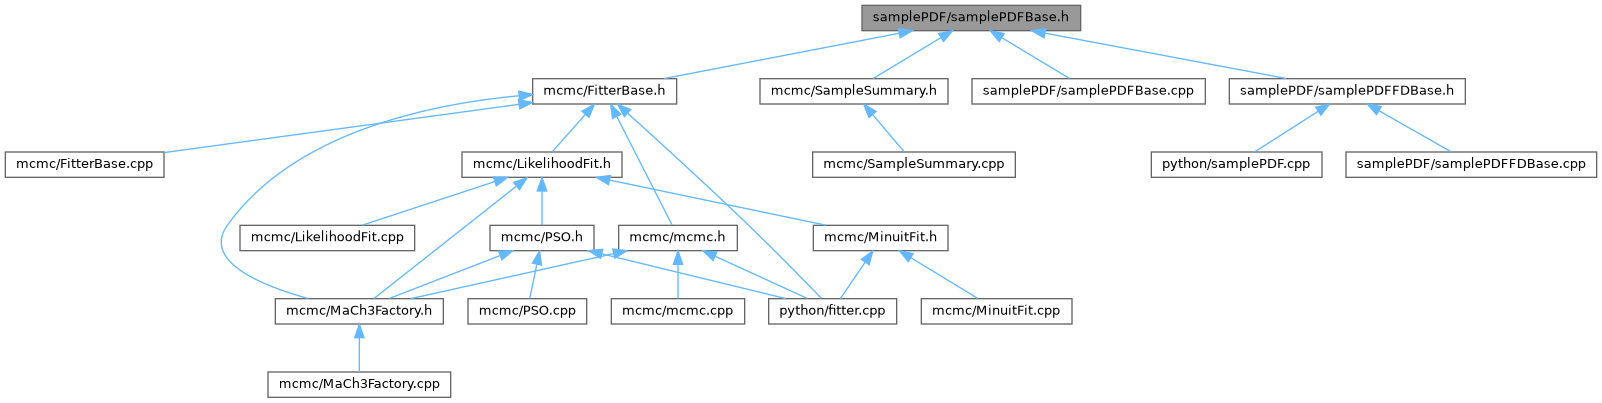 samplePDF/samplePDFBase.h
mcmc/FitterBase.h
mcmc/SampleSummary.h
samplePDF/samplePDFBase.cpp
samplePDF/samplePDFFDBase.h
mcmc/FitterBase.cpp
mcmc/LikelihoodFit.h
mcmc/SampleSummary.cpp
python/samplePDF.cpp
samplePDF/samplePDFFDBase.cpp
mcmc/LikelihoodFit.cpp
mcmc/PSO.h
mcmc/mcmc.h
mcmc/MinuitFit.h
mcmc/MaCh3Factory.h
mcmc/PSO.cpp
mcmc/mcmc.cpp
python/fitter.cpp
mcmc/MinuitFit.cpp
mcmc/MaCh3Factory.cpp